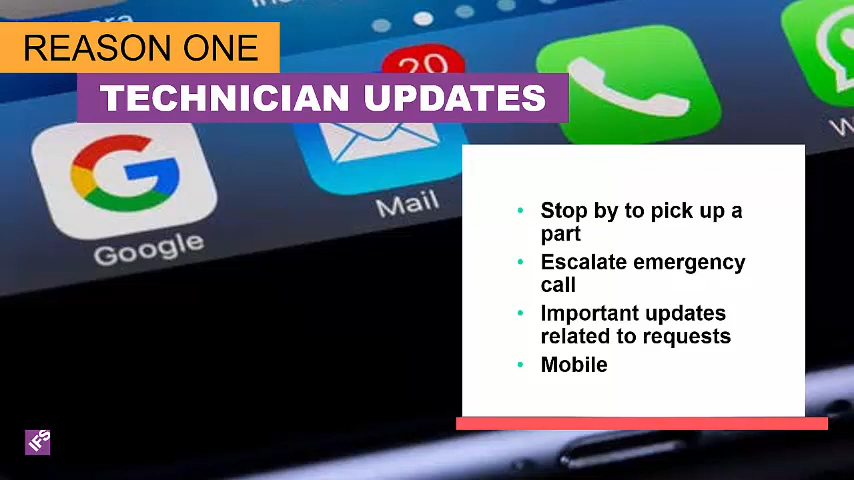 REASON ONE
20
TECHNICIAN UPDATES
Google
Mail
• Stop by to pick up a
part
• Escalate emergency
call
• Important updates
related to requests
• Mobile
IFS